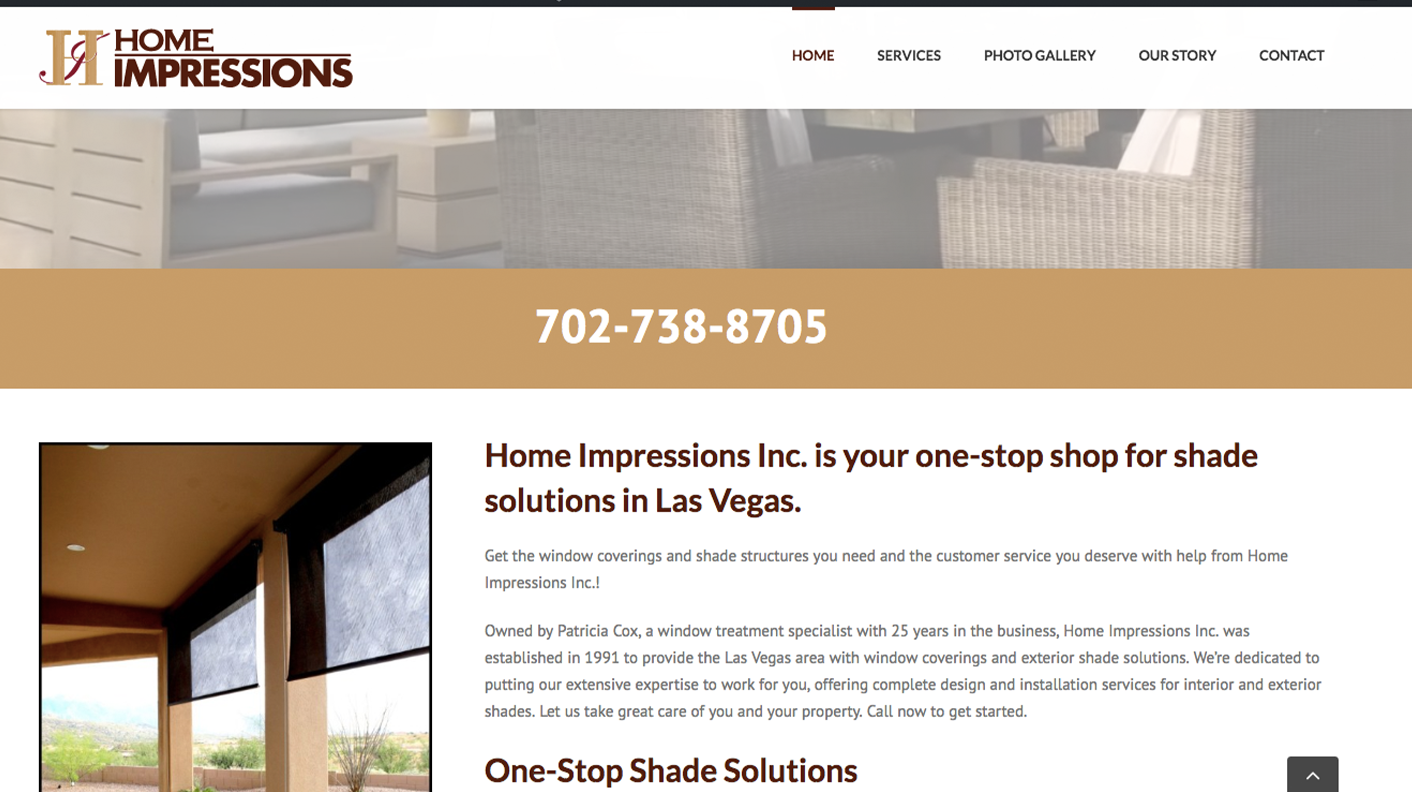 HOME
IMPRESSIONS
HOME SERVICES PHOTO GALLERY OUR STORY CONTACT
702-738-8705
Home Impressions Inc. is your one-stop shop for shade
solutions in Las Vegas.
Get the window coverings and shade structures you need and the customer service you deserve with help from Home
Impressions Inc.!
Owned by Patricia Cox, a window treatment specialist with 25 years in the business, Home Impressions Inc. was
established in 1991 to provide the Las Vegas area with window coverings and exterior shade solutions. We’re dedicated to
putting our extensive expertise to work for you, offering complete design and installation services for interior and exterior
shades. Let us take great care of you and your property. Call now to get started.
One-Stop Shade Solutions